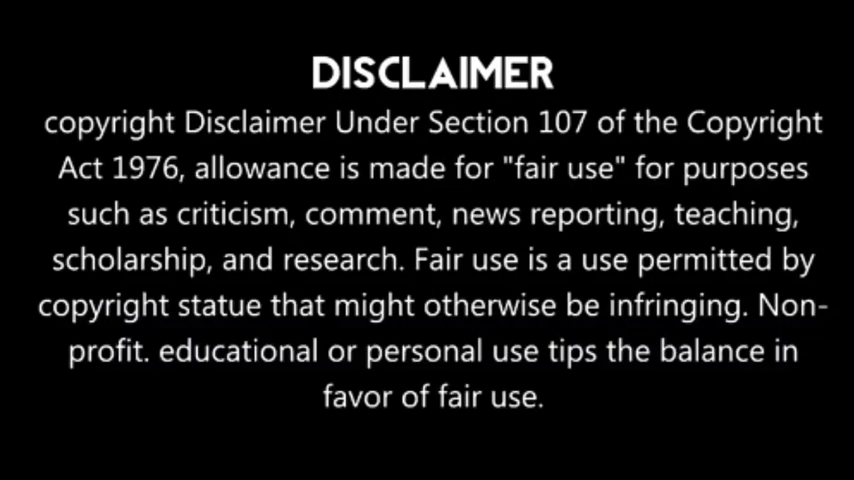 DISCLAIMER
copyright Disclaimer Under Section 107 of the Copyright
Act 1976, allowance is made for "fair use" for purposes
such as criticism, comment, news reporting, teaching,
scholarship, and research. Fair use is a use permitted by
copyright statue that might otherwise be infringing. Non-
profit. educational or personal use tips the balance in
favor of fair use.